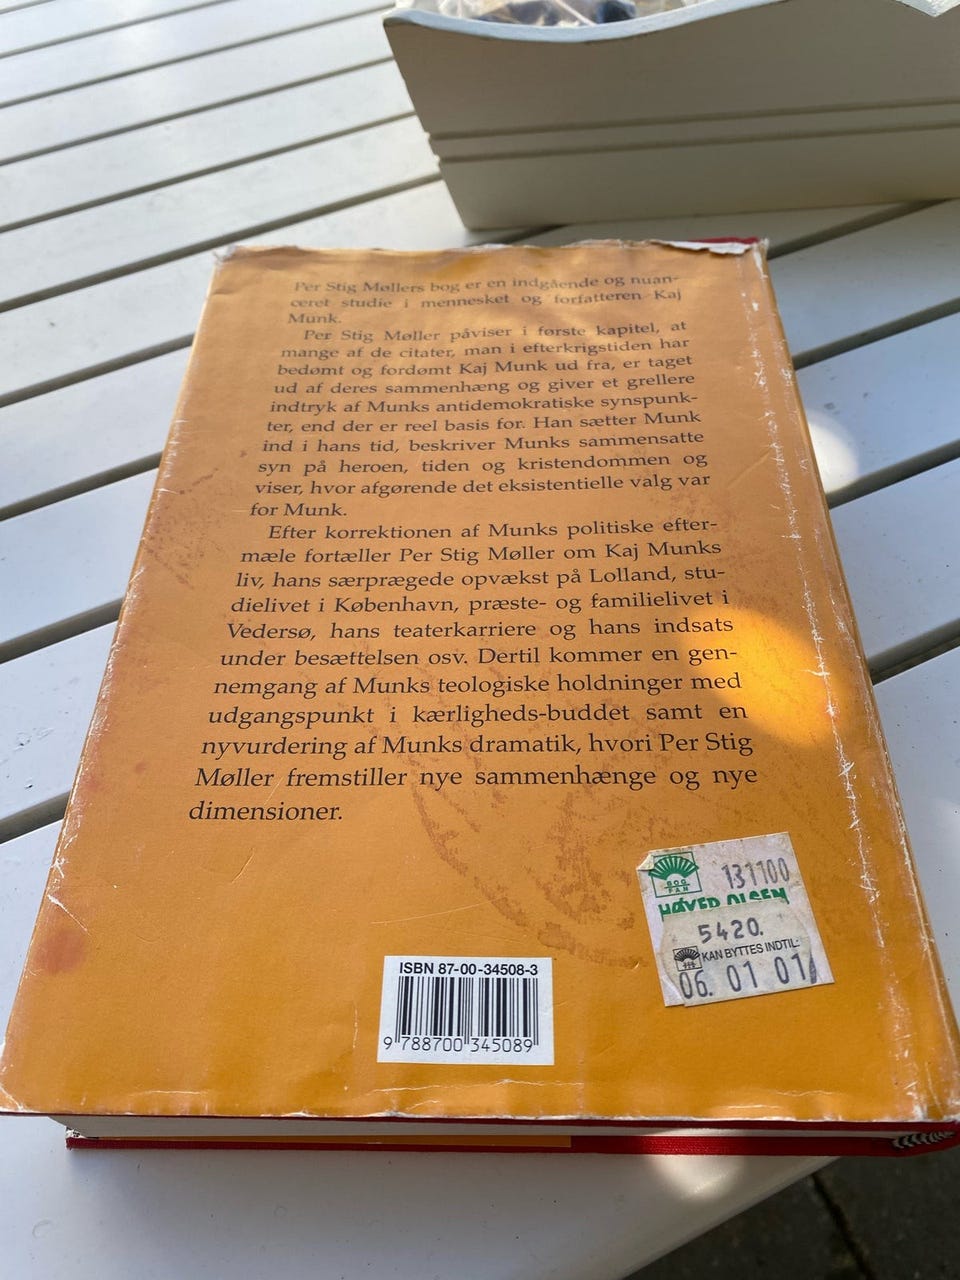 Per Stig Møllers bog er en indgående og nuan-
ceret studie i mennesket og forfatteren Kaj
Munk.
Per Stig Møller påviser i første kapitel, at
mange af de citater, man i efterkrigstiden har
bedømt og fordømt Kaj Munk ud fra, er taget
ud af deres sammenhæng og giver et grellere
indtryk af Munks antidemokratiske synspunk-
ter, end der er reel basis for. Han sætter Munk
ind i hans tid, beskriver Munks sammensatte
syn på heroen, tiden og kristendommen og
viser, hvor afgørende det eksistentielle valg var
for Munk.
Efter korrektionen af Munks politiske efter-
mæle fortæller Per Stig Møller om Kaj Munks
liv, hans særprægede opvækst på Lolland, stu-
dielivet i København, præste- og familielivet i
Vedersø, hans teaterkarriere og hans indsats
under besættelsen osv. Dertil kommer en gen-
nemgang af Munks teologiske holdninger med
udgangspunkt i kærligheds-buddet samt en
nyvurdering af Munks dramatik, hvori Per Stig
Møller fremstiller nye sammenhænge og nye
dimensioner.
BOG
FAN
131100
HØYER OLSEN
5420.
KAN BYTTES INDTIL:
06. 01 01
ISBN 87-00-34508-3
9 788700 345089